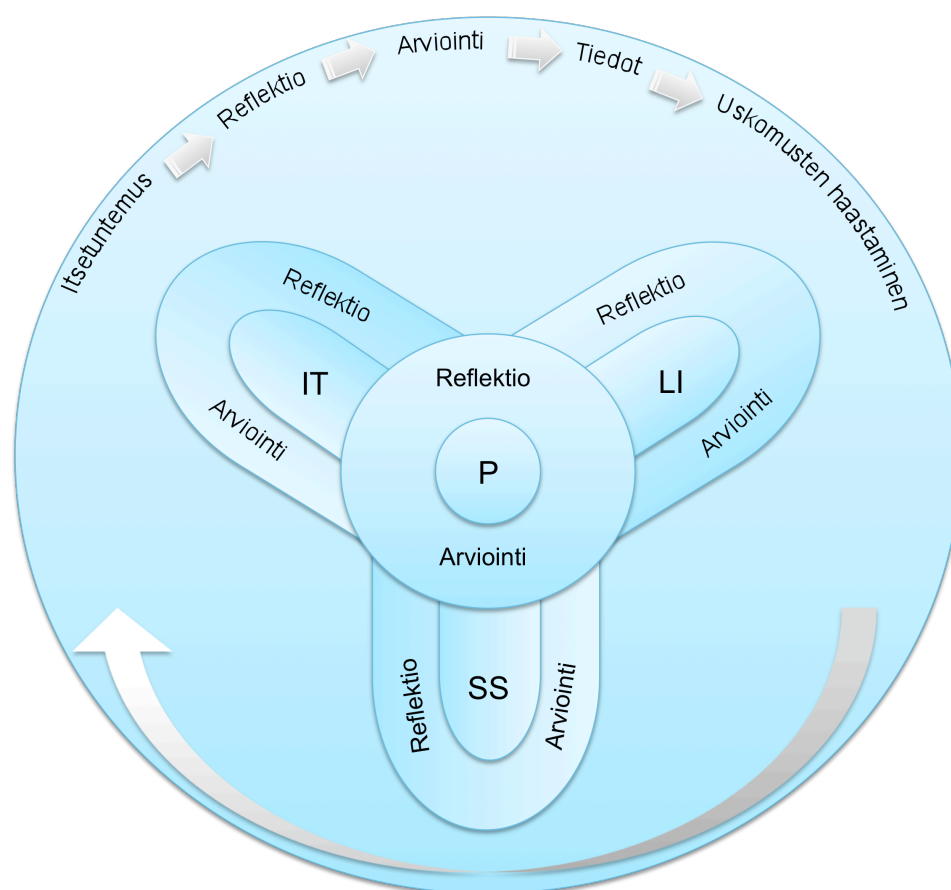 Itsetuntemus
Reflektio
Arviointi
Tiedot
Uskomusten haastaminen
Reflektio
IT
Arviointi
Reflektio
LI
Arviointi
Reflektio
P
Arviointi
Reflektio
SS
Arviointi